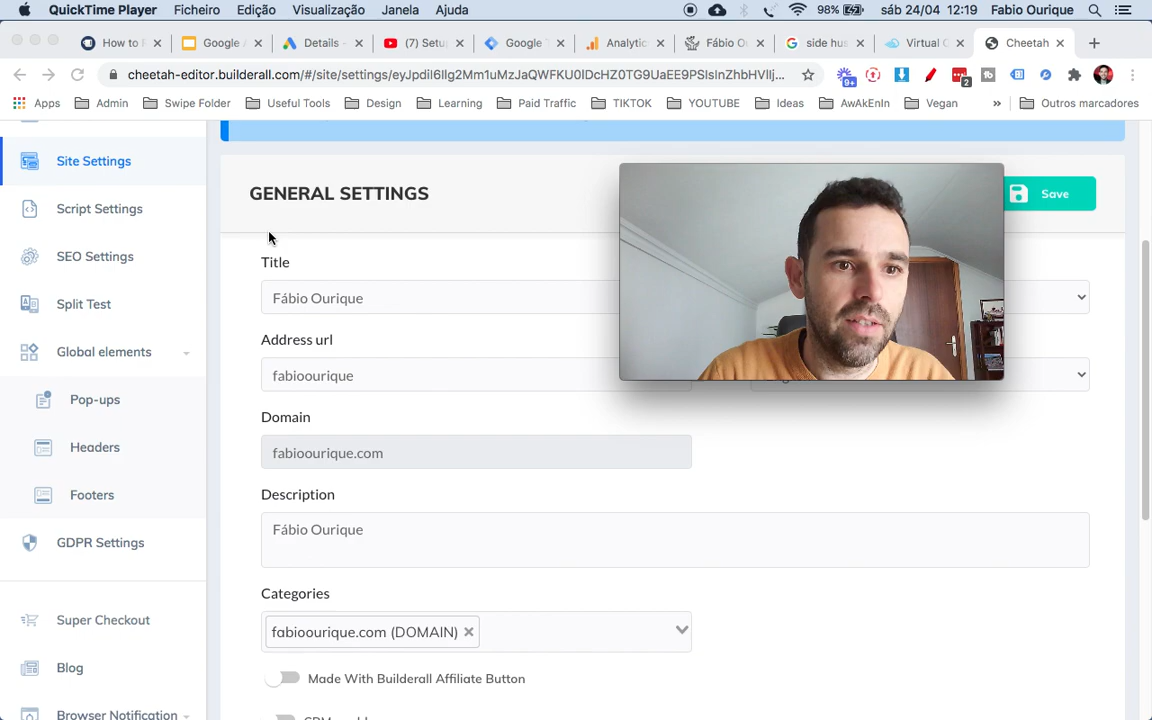 QuickTime Player Ficheiro Edição Visualização Janela Ajuda 98% sáb 24/04 12:19 Fabio Ourique
How to F Google A Details - (7) Setu Google T Analytic Fábio O side hus Virtual C Cheetah
cheetah-editor.builderall.com/#/site/settings/eyJpdiI6Ilg2Mm1uMzJaQWFKU0lDcHZ0TG9UaEE9PSIsInZhbHVlIj...
9+ 2
Apps Admin Swipe Folder Useful Tools Design Learning Paid Traffic TIKTOK YOUTUBE Ideas AwAkEnIn Vegan » Outros marcadores
Site Settings
Script Settings
SEO Settings
Split Test
Global elements
Pop-ups
Headers
Footers
GDPR Settings
Super Checkout
Blog
Browser Notification
GENERAL SETTINGS
Save
Title
Fábio Ourique
Address url
fabioourique
Domain
fabioourique.com
Description
Fábio Ourique
Categories
fabioourique.com (DOMAIN)
Made With Builderall Affiliate Button